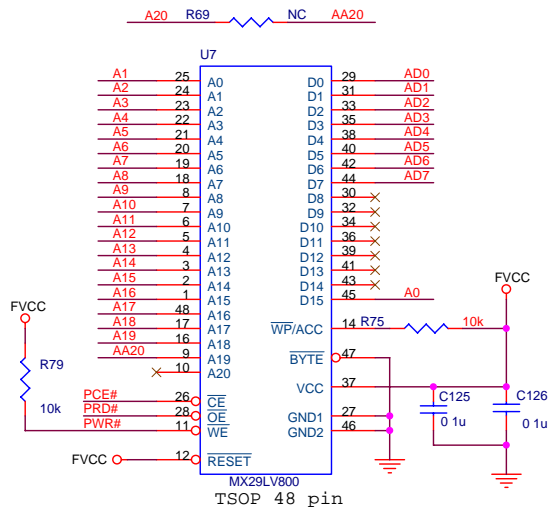 A20 R69 NC AA20
U7
A1 25 A0 D0 29 AD0
A2 24 A1 D1 31 AD1
A3 23 A2 D2 33 AD2
A4 22 A3 D3 35 AD3
A5 21 A4 D4 38 AD4
A6 20 A5 D5 40 AD5
A7 19 A6 D6 42 AD6
A8 18 A7 D7 44 AD7
A9 8 A8 D8 30
A10 7 A9 D9 32
A11 6 A10 D10 34
A12 5 A11 D11 36
A13 4 A12 D12 39
A14 3 A13 D13 41
A15 2 A14 D14 43
A16 1 A15 D15 45 A0
A17 48 A16
A18 17 A17 WP/ACC 14 R75 10k
A19 16 A18
AA20 9 A19 BYTE 47
10 A20
FVCC
R79
10k
FVCC
VCC 37
C125
0 1u
C126
0 1u
PCE# 26 CE GND1 27
PRD# 28 OE GND2 46
PWR# 11 WE
FVCC 12 RESET
MX29LV800
TSOP 48 pin